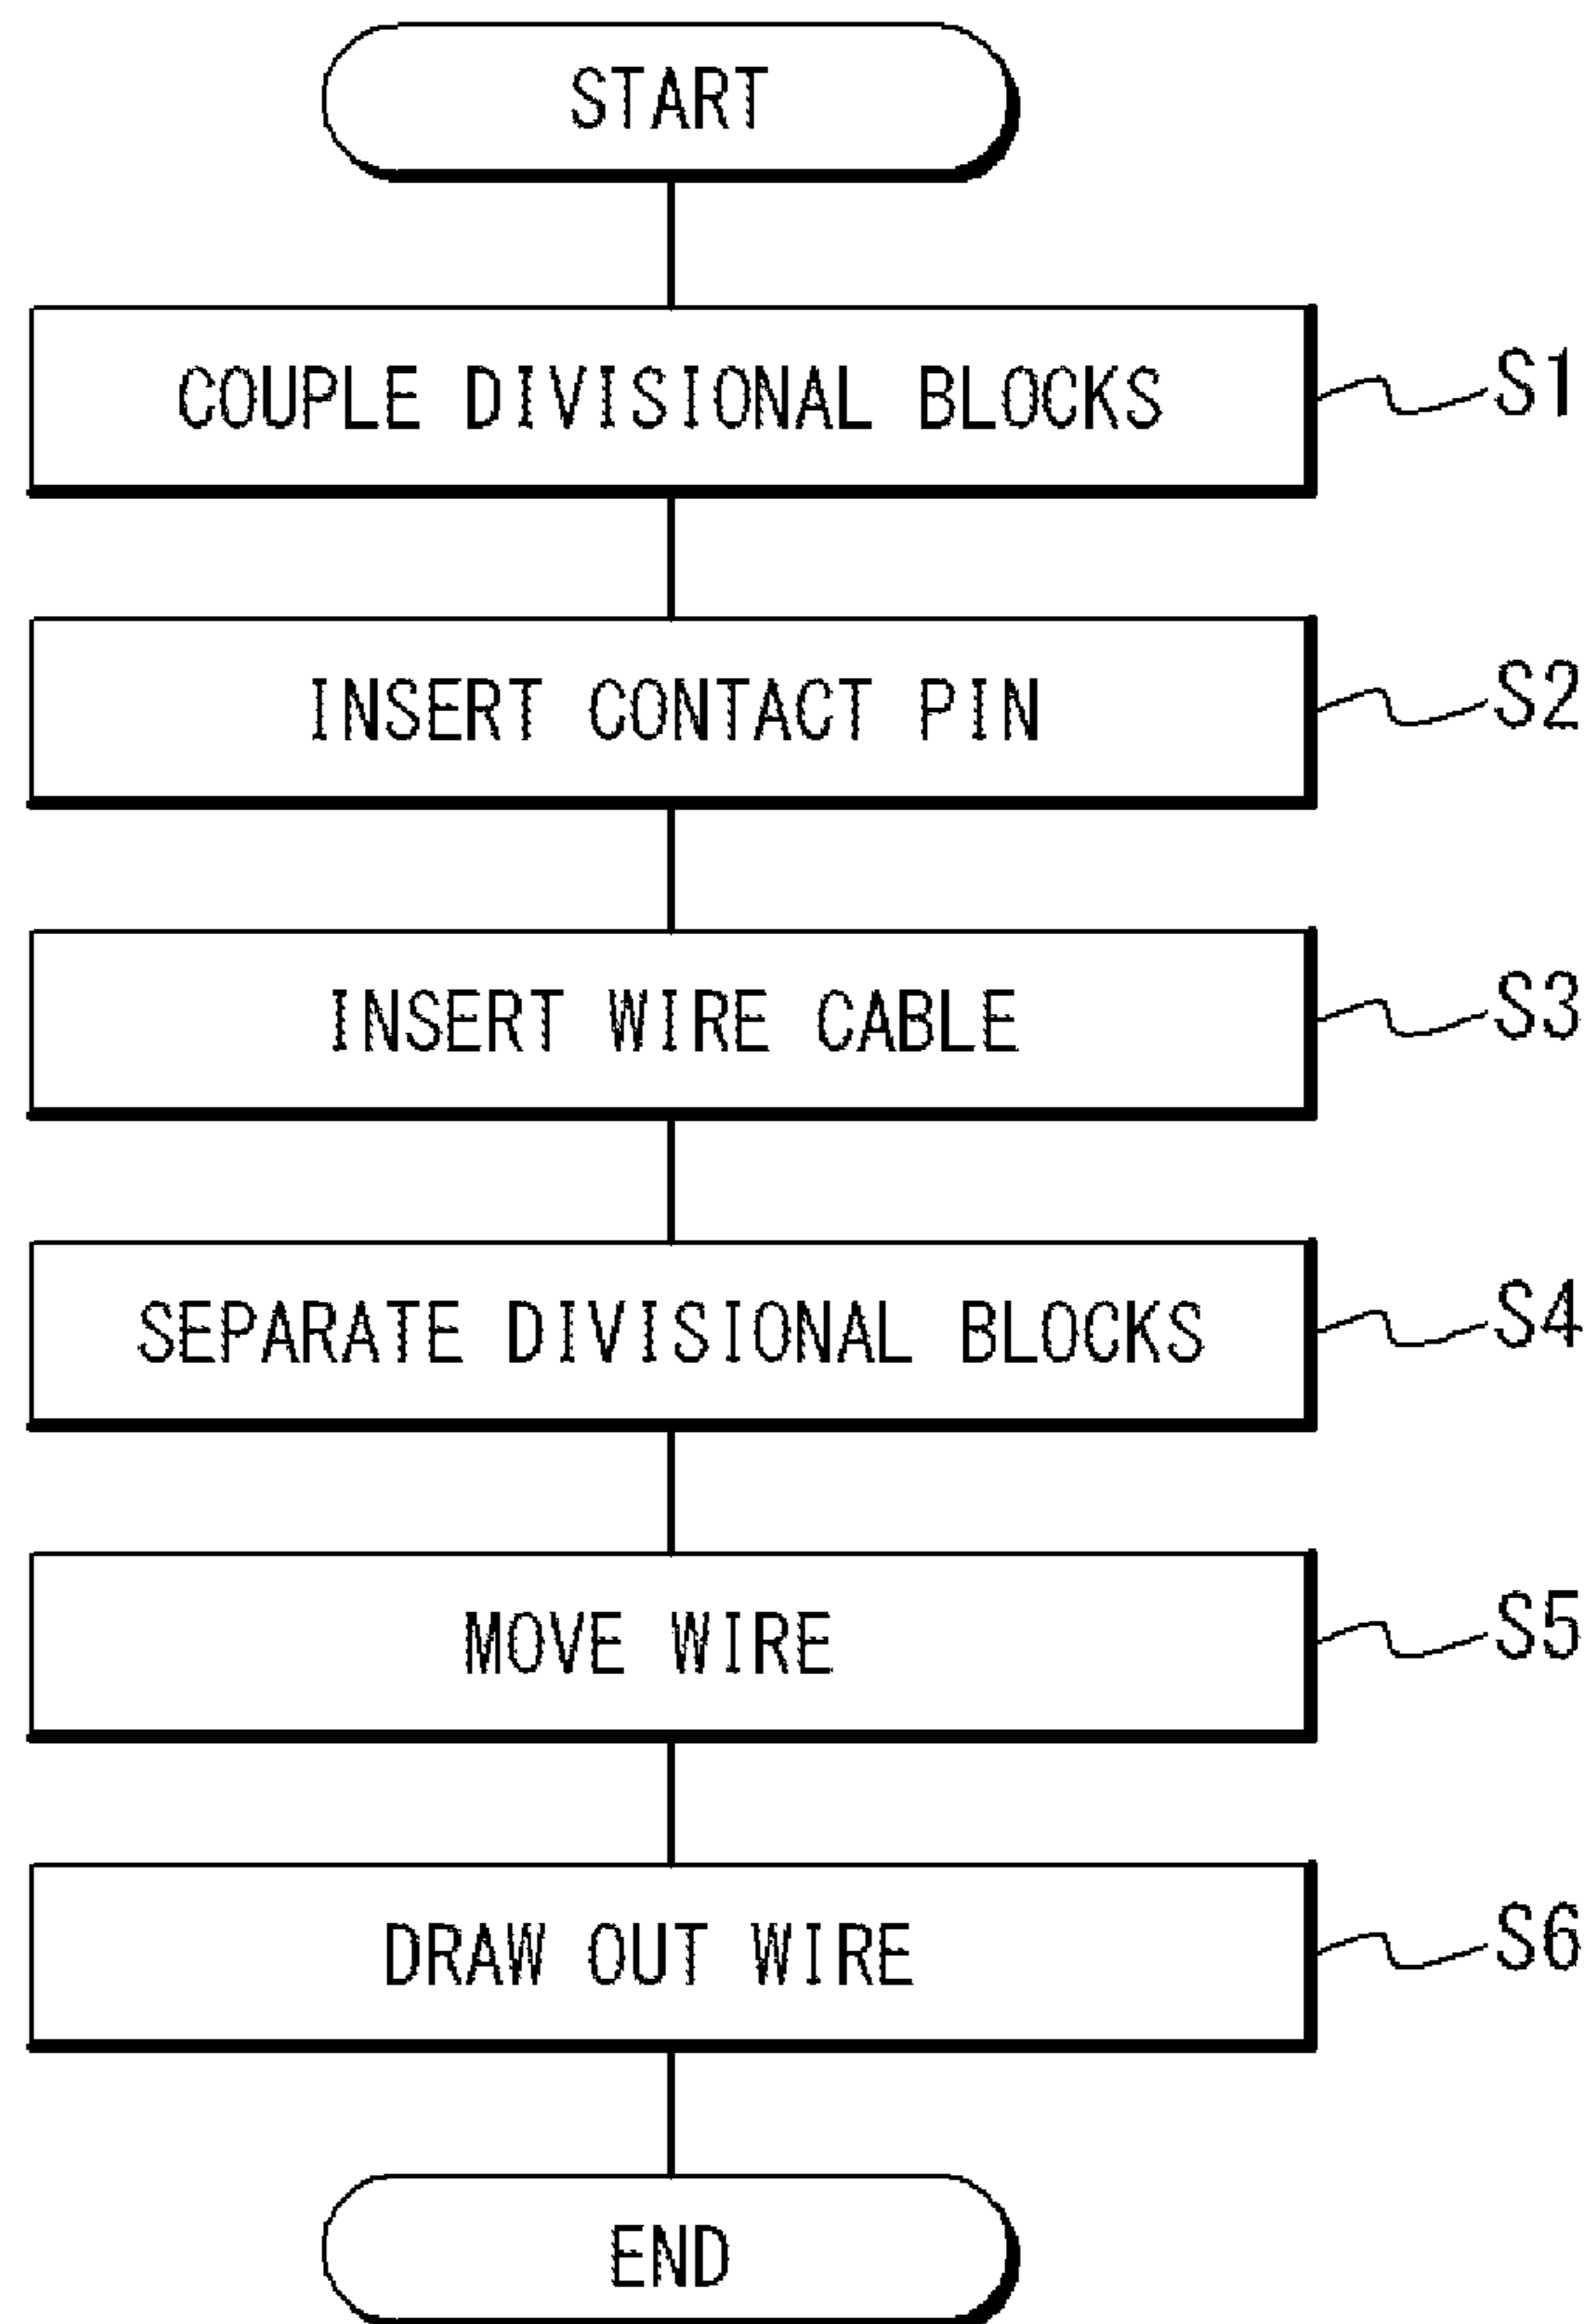 START
COUPLE DIVISIONAL BLOCKS S1
INSERT CONTACT PIN S2
INSERT WIRE CABLE S3
SEPARATE DIVISIONAL BLOCKS S4
MOVE WIRE S5
DRAW OUT WIRE S6
END